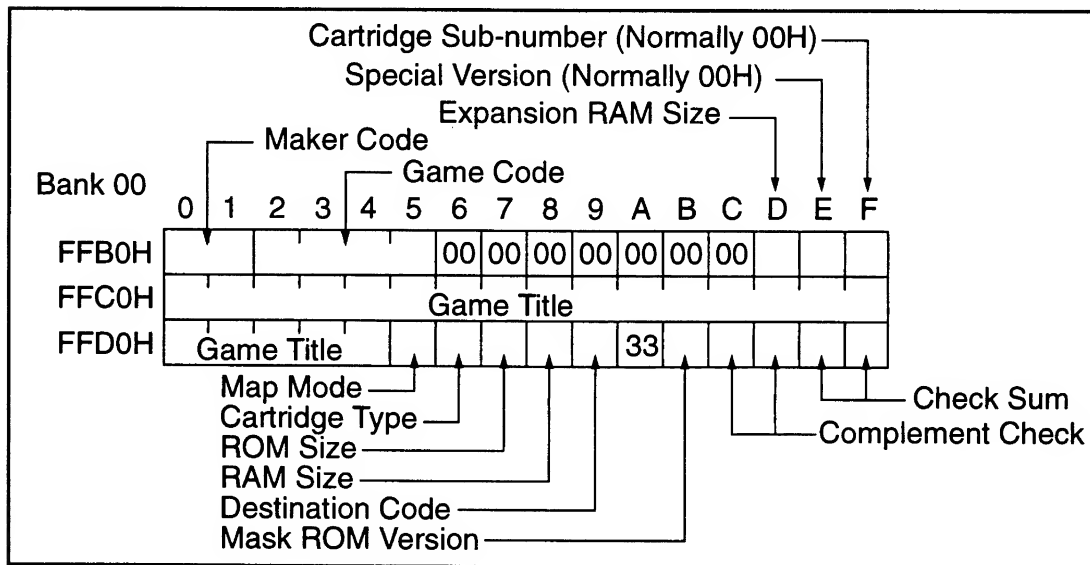 Cartridge Sub-number (Normally 00H)
Special Version (Normally 00H)
Expansion RAM Size
Maker Code
Game Code
Bank 00
0 1 2 3 4 5 6 7 8 9 A B C D E F
FFB0H 00 00 00 00 00 00 00
FFC0H Game Title
FFD0H Game Title 33
Map Mode
Cartridge Type
ROM Size
RAM Size
Destination Code
Mask ROM Version
Check Sum
Complement Check